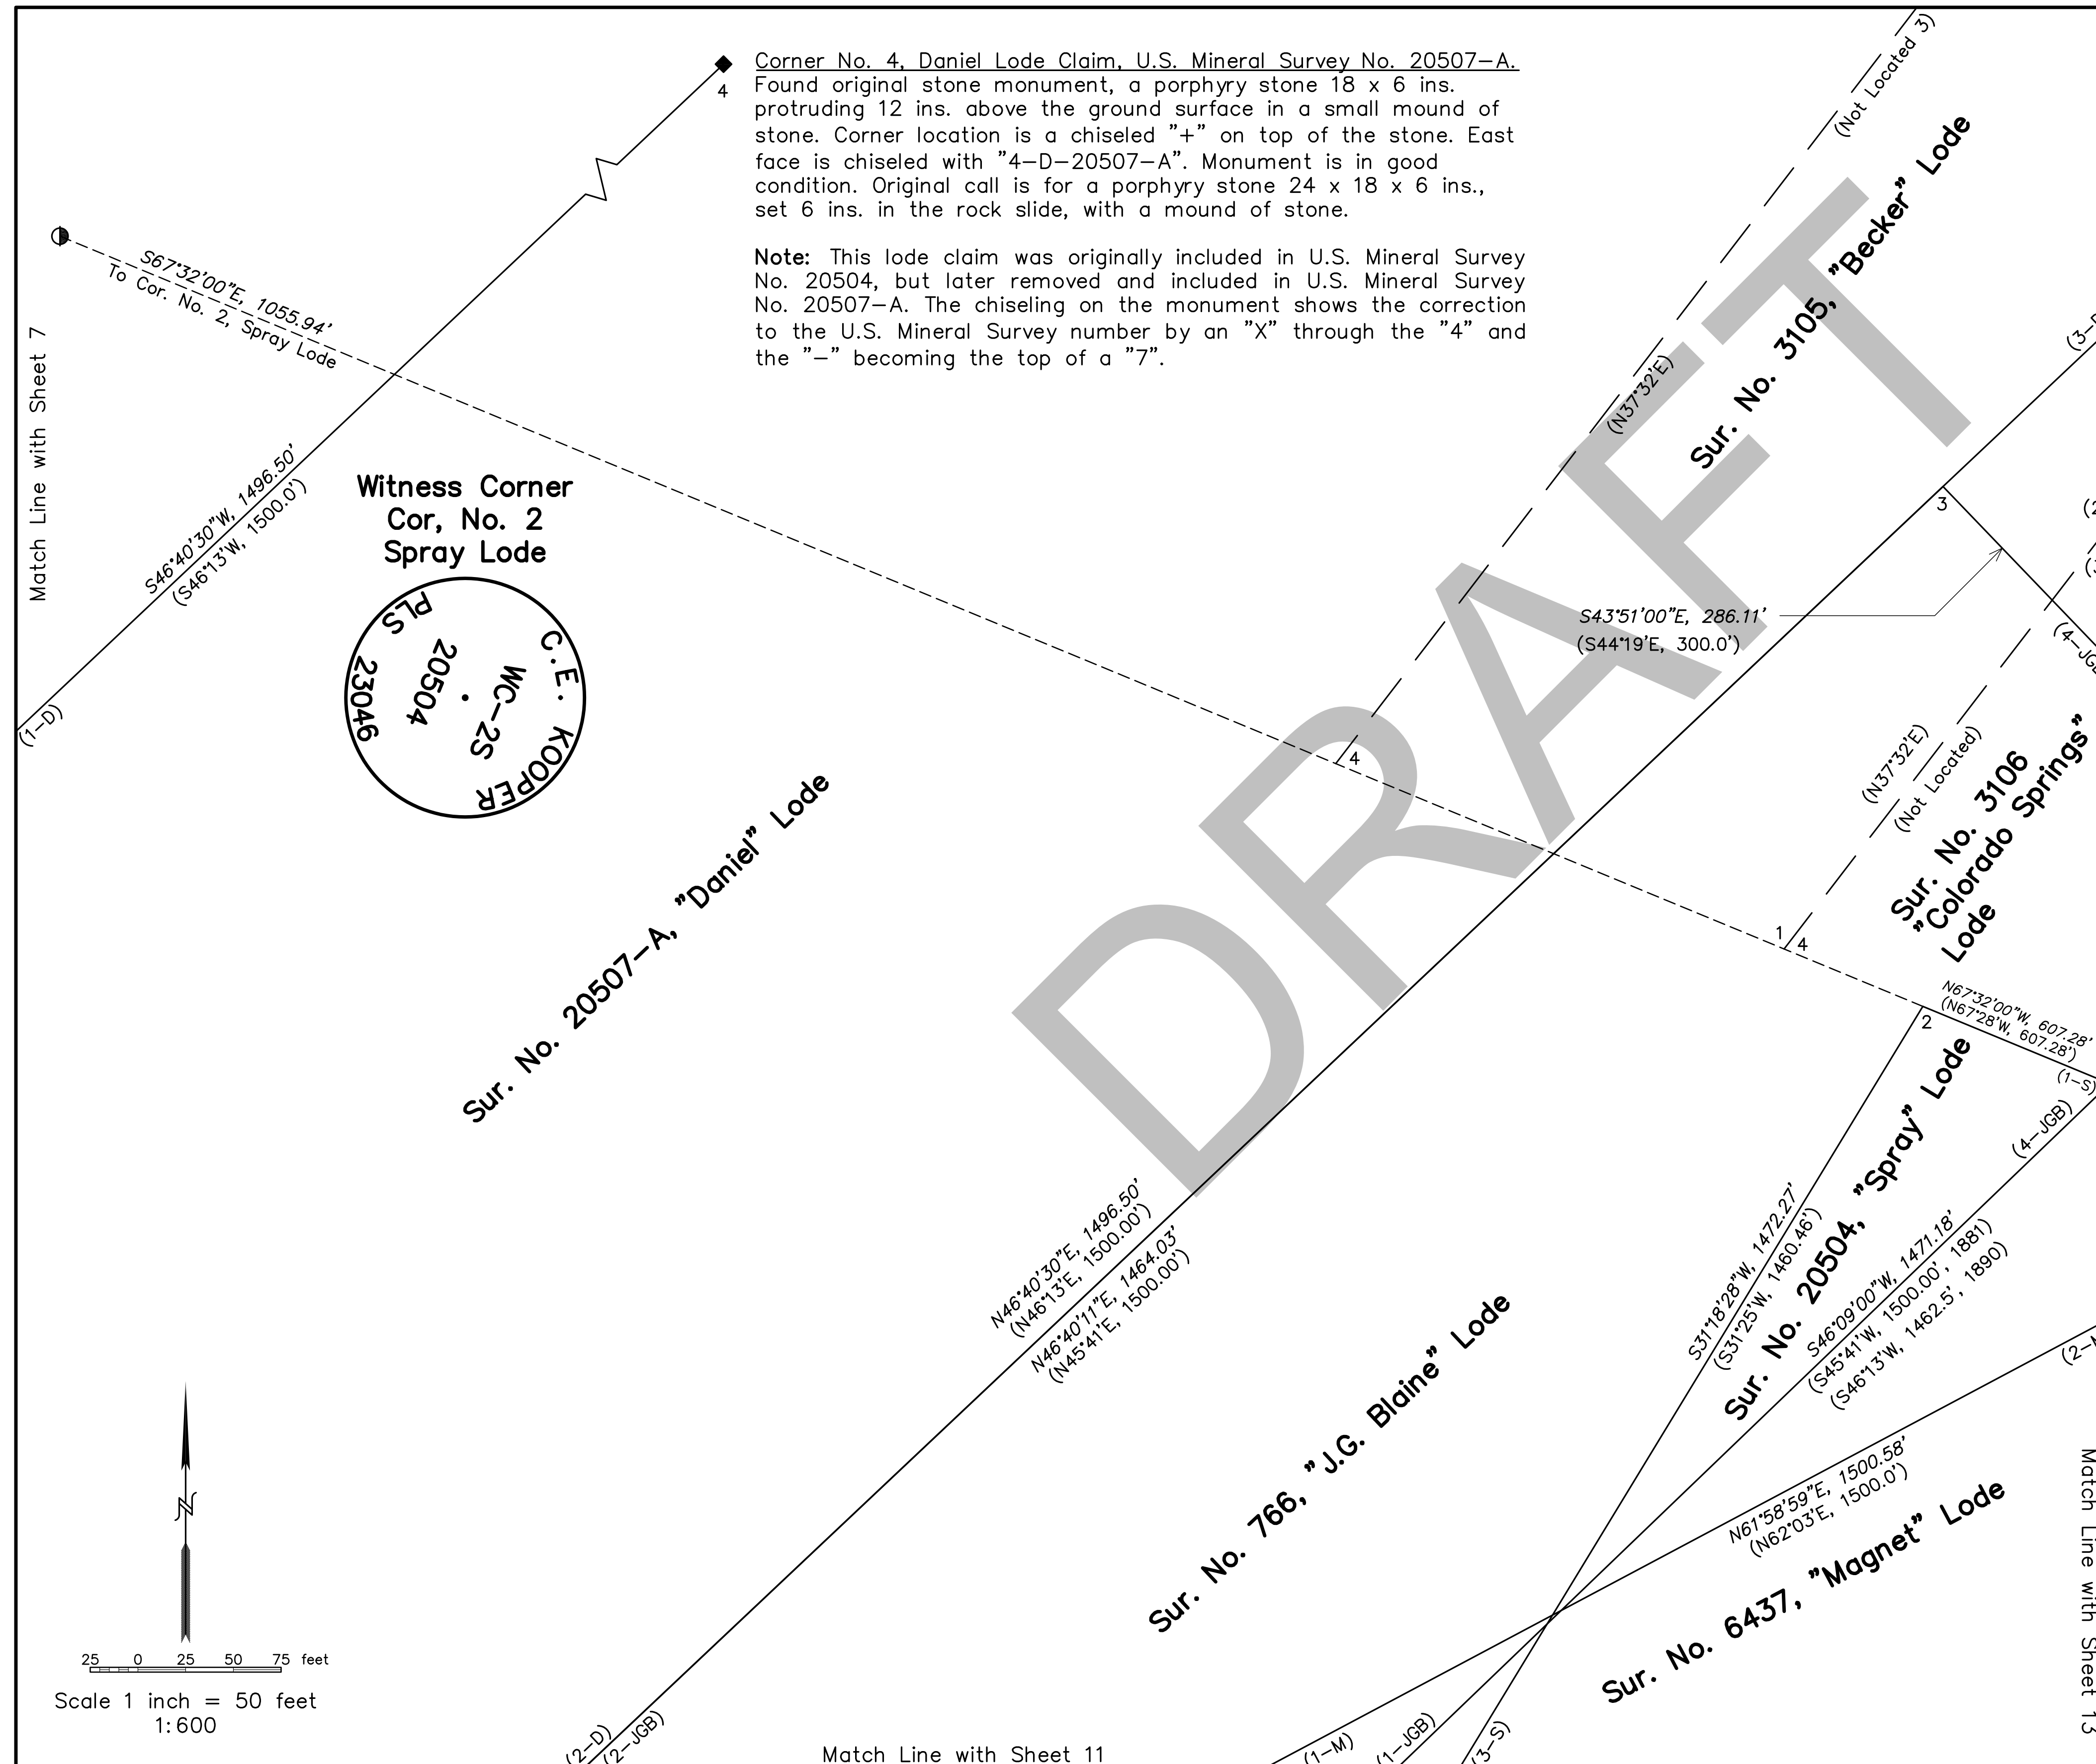 Corner No. 4, Daniel Lode Claim, U.S. Mineral Survey No. 20507-A.
Found original stone monument, a porphyry stone 18 x 6 ins.
protruding 12 ins. above the ground surface in a small mound of
stone. Corner location is a chiseled "+" on top of the stone. East
face is chiseled with "4-D-20507-A". Monument is in good
condition. Original call is for a porphyry stone 24 x 18 x 6 ins.,
set 6 ins. in the rock slide, with a mound of stone.
Note: This lode claim was originally included in U.S. Mineral Survey
No. 20504, but later removed and included in U.S. Mineral Survey
No. 20507-A. The chiseling on the monument shows the correction
to the U.S. Mineral Survey number by an "X" through the "4" and
the "-" becoming the top of a "7".
4
(Not Located 3)
Sur. No. 3105, "Becker" Lode
(N37°32'E)
S67°32'00"E, 1055.94'
To Cor. No. 2, Spray Lode
Match Line with Sheet 7
S46°40'30"W, 1496.50'
(S46°13'W, 1500.0')
(1-D)
Witness Corner
Cor, No. 2
Spray Lode
C.E. KOOPER
PLS 23046
WC-2S
20504
DRAFT
3
S43°51'00"E, 286.11'
(S44°19'E, 300.0')
4
(N37°32'E)
(Not Located)
Sur. No. 3106
"Colorado Springs"
Lode
1
4
2
N67°32'00"W, 607.28'
(N67°28'W, 607.28')
(1-S)
(4-JGB)
Sur. No. 20507-A, "Daniel" Lode
N46°40'30"E, 1496.50'
(N46°13'E, 1500.00')
N46°40'11"E, 1464.03'
(N45°41'E, 1500.00')
Sur. No. 766, "J.G. Blaine" Lode
S31°18'28"W, 1472.27'
(S31°25'W, 1460.46')
Sur. No. 20504, "Spray" Lode
S46°09'00"W, 1471.18'
(S45°41'W, 1500.00', 1881)
(S46°13'W, 1462.5', 1890)
N61°58'59"E, 1500.58'
(N62°03'E, 1500.0')
Sur. No. 6437, "Magnet" Lode
Match Line with Sheet 13
N
25 0 25 50 75 feet
Scale 1 inch = 50 feet
1:600
(2-D)
(2-JGB)
Match Line with Sheet 11
(1-M)
(1-JGB)
(3-S)